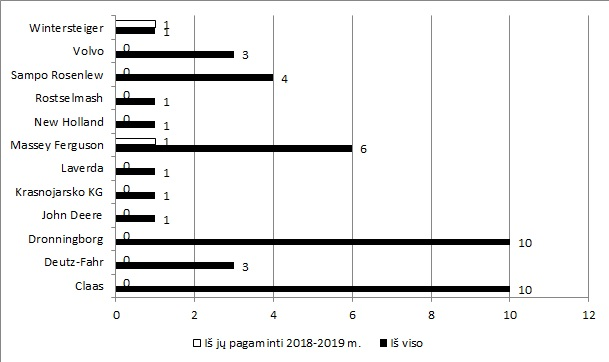 Wintersteiger 1
1
Volvo 0
3
Sampo Rosenlew 0
4
Rostselmash 0
1
New Holland 0
1
Massey Ferguson 1
6
Laverda 0
1
Krasnojarsko KG 0
1
John Deere 0
1
Dronningborg 0
10
Deutz-Fahr 0
3
Claas 0
10
0 2 4 6 8 10 12
Iš jų pagaminti 2018-2019 m. Iš viso